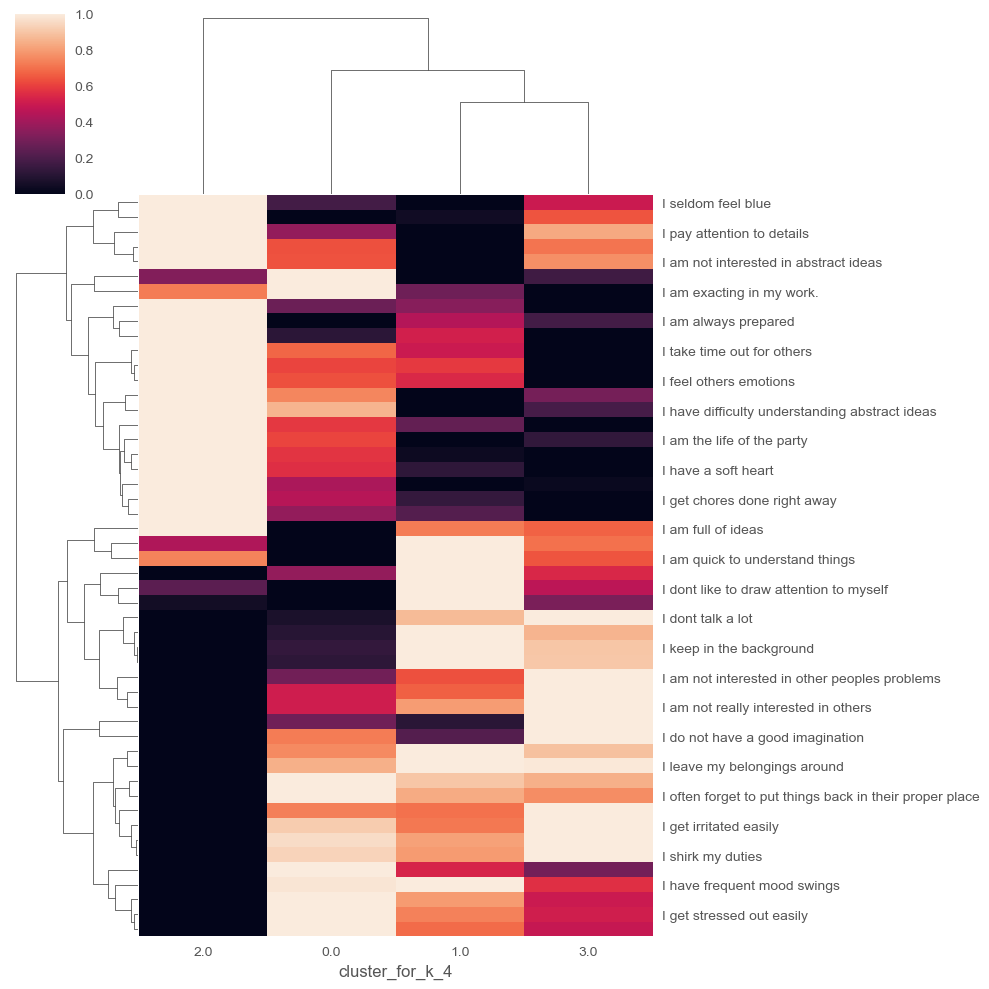 1.0
0.8
0.6
0.4
0.2
0.0
I seldom feel blue
I pay attention to details
I am not interested in abstract ideas
I am exacting in my work.
I am always prepared
I take time out for others
I feel others emotions
I have difficulty understanding abstract ideas
I am the life of the party
I have a soft heart
I get chores done right away
I am full of ideas
I am quick to understand things
I dont like to draw attention to myself
I dont talk a lot
I keep in the background
I am not interested in other peoples problems
I am not really interested in others
I do not have a good imagination
I leave my belongings around
I often forget to put things back in their proper place
I get irritated easily
I shirk my duties
I have frequent mood swings
I get stressed out easily
2.0 0.0 1.0 3.0
cluster_for_k_4